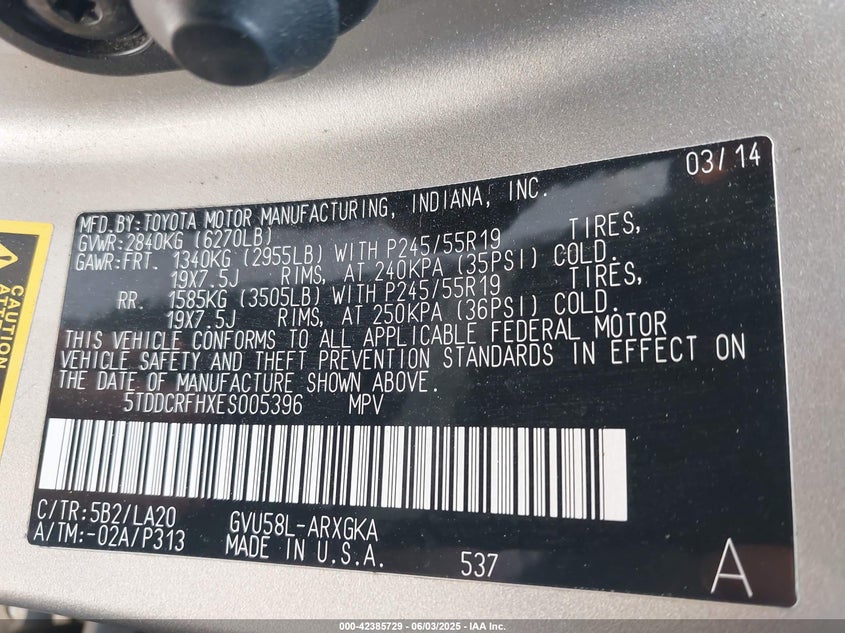 03/14
MFD.BY:TOYOTA MOTOR MANUFACTURING, INDIANA, INC.
GVWR:2840KG (6270LB)
GAWR:FRT. 1340KG (2955LB) WITH P245/55R19 TIRES,
19X7.5J RIMS, AT 240KPA (35PSI) COLD.
RR. 1585KG (3505LB) WITH P245/55R19 TIRES,
19X7.5J RIMS, AT 250KPA (36PSI) COLD.
THIS VEHICLE CONFORMS TO ALL APPLICABLE FEDERAL MOTOR
VEHICLE SAFETY AND THEFT PREVENTION STANDARDS IN EFFECT ON
THE DATE OF MANUFACTURE SHOWN ABOVE.
5TDDCRFHXES005396 MPV
C/TR:5B2/LA20 GVU58L-ARXGKA
A/TM:-02A/P313 MADE IN U.S.A. 537 A
CAUTION
ATTENTION
000-42385729 - 06/03/2025 - IAA Inc.